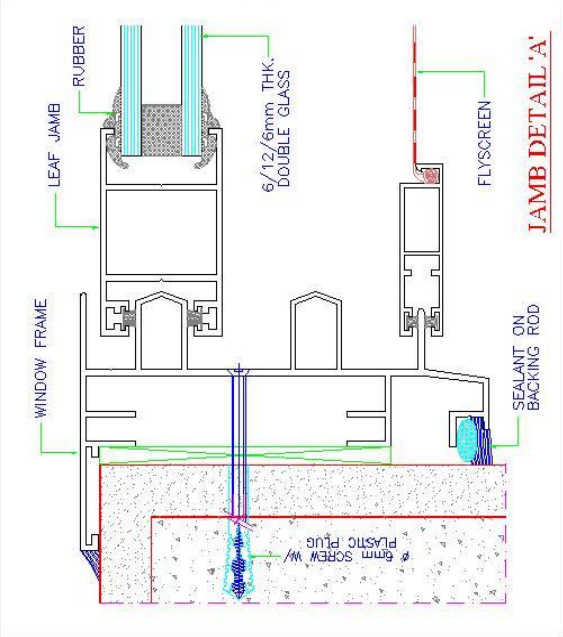 RUBBER
LEAF JAMB
WINDOW FRAME
6/12/6mm THK.
DOUBLE GLASS
FLYSCREEN
SEALANT ON
BACKING ROD
ø 6mm SCREW W/
PLASTIC PLUG
JAMB DETAIL 'A'